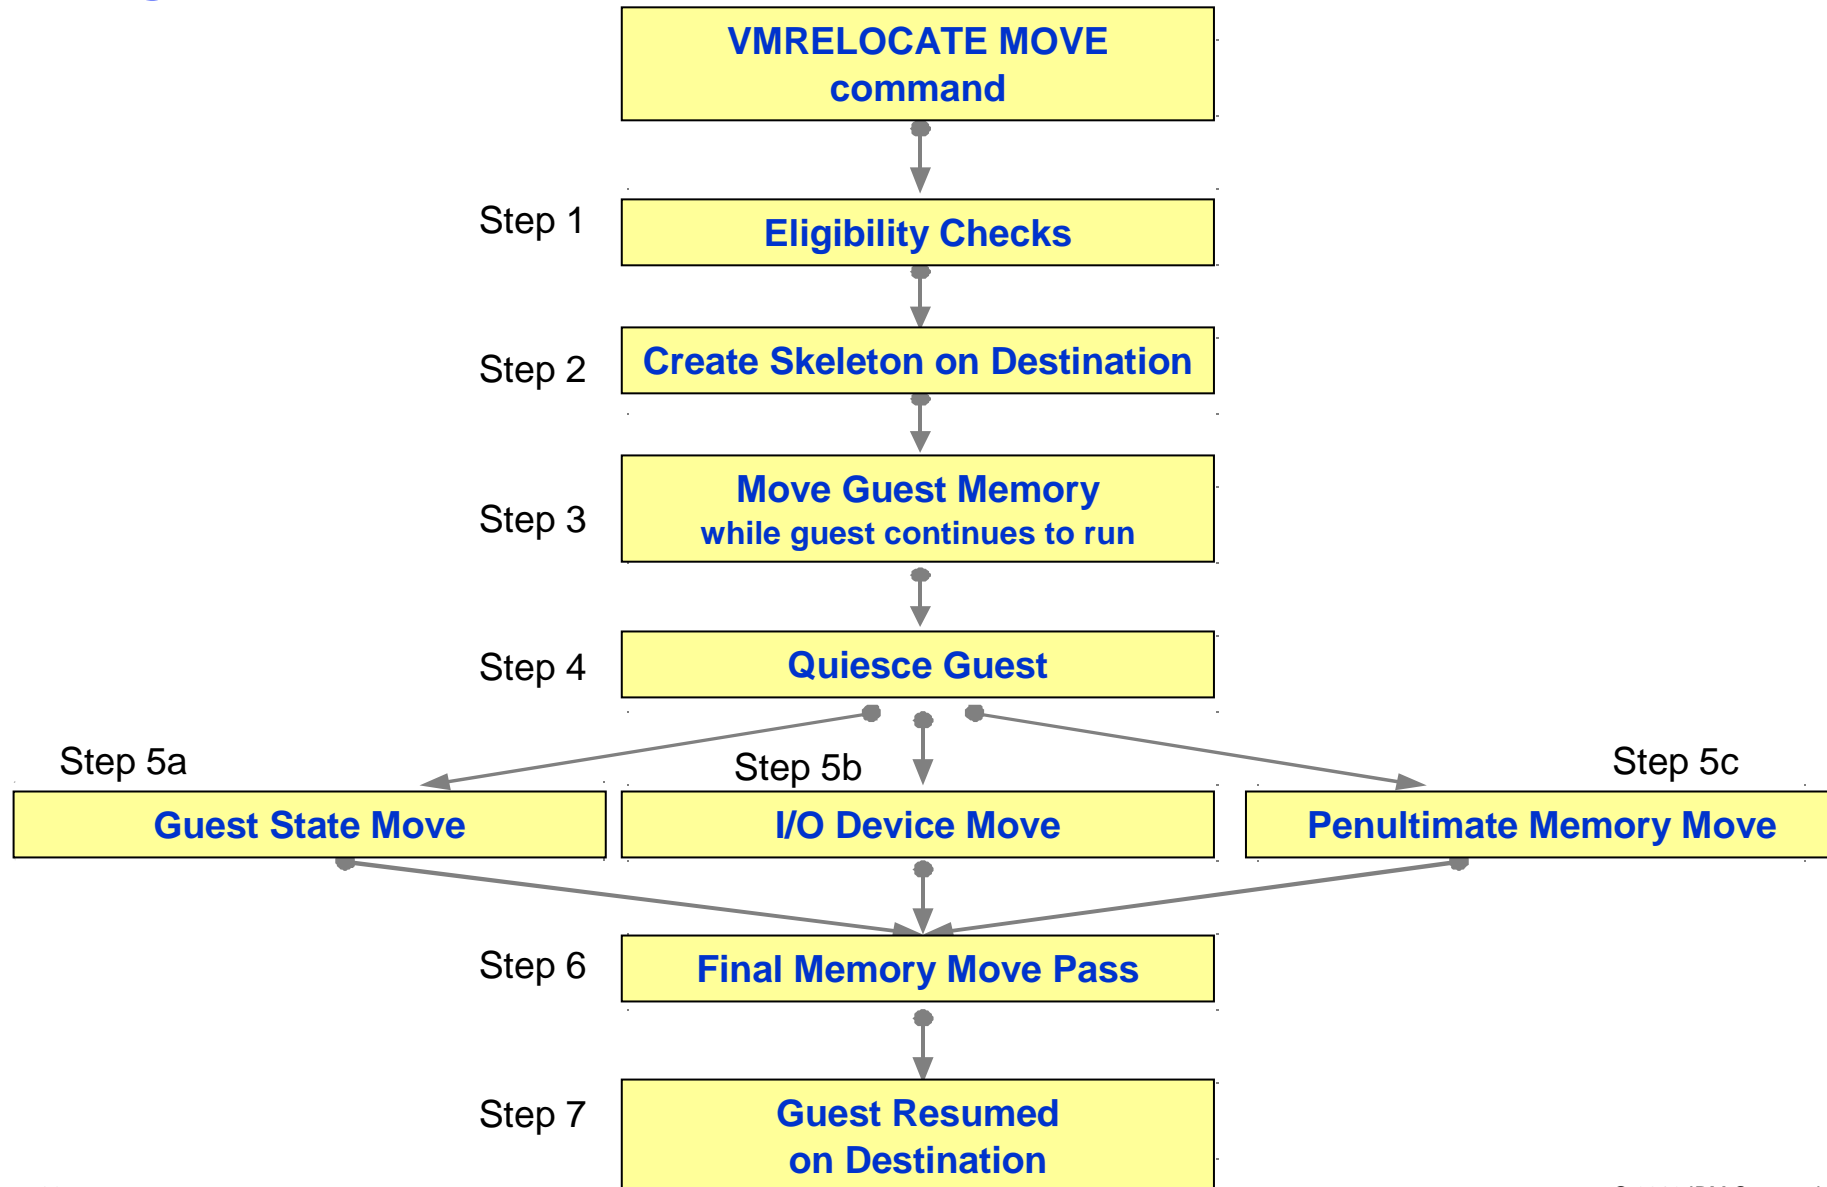 VMRELOCATE MOVE
command
Step 1
Eligibility Checks
Step 2
Create Skeleton on Destination
Step 3
Move Guest Memory
while guest continues to run
Step 4
Quiesce Guest
Step 5a
Step 5b
Step 5c
Guest State Move
I/O Device Move
Penultimate Memory Move
Step 6
Final Memory Move Pass
Step 7
Guest Resumed
on Destination